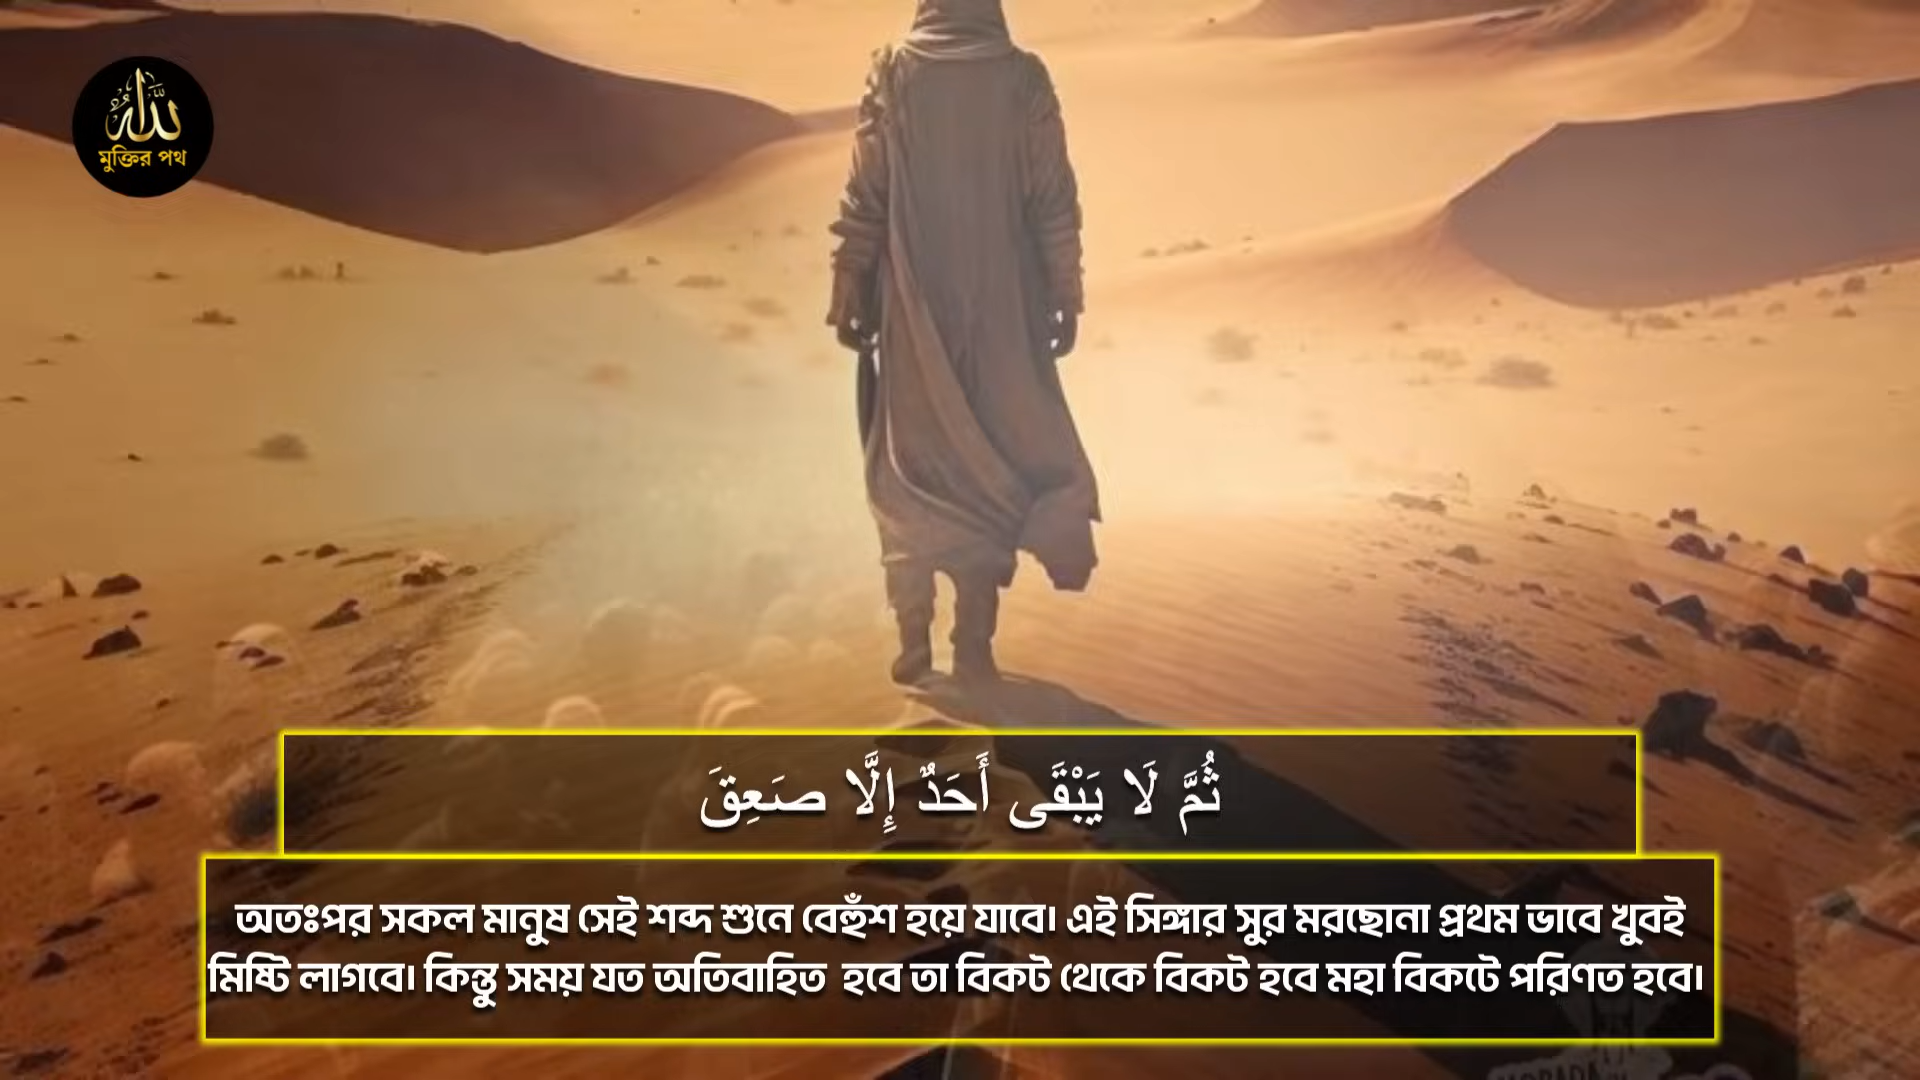 الله
মুক্তির পথ
ثُمَّ لَا يَبْقَى أَحَدٌ إِلَّا صَعِقَ
অতঃপর সকল মানুষ সেই শব্দ শুনে বেহুঁশ হয়ে যাবে। এই সিঙ্গার সুর মরছোনা প্রথম ভাবে খুবই
মিষ্টি লাগবে। কিন্তু সময় যত অতিবাহিত হবে তা বিকট থেকে বিকট হবে মহা বিকটে পরিণত হবে।